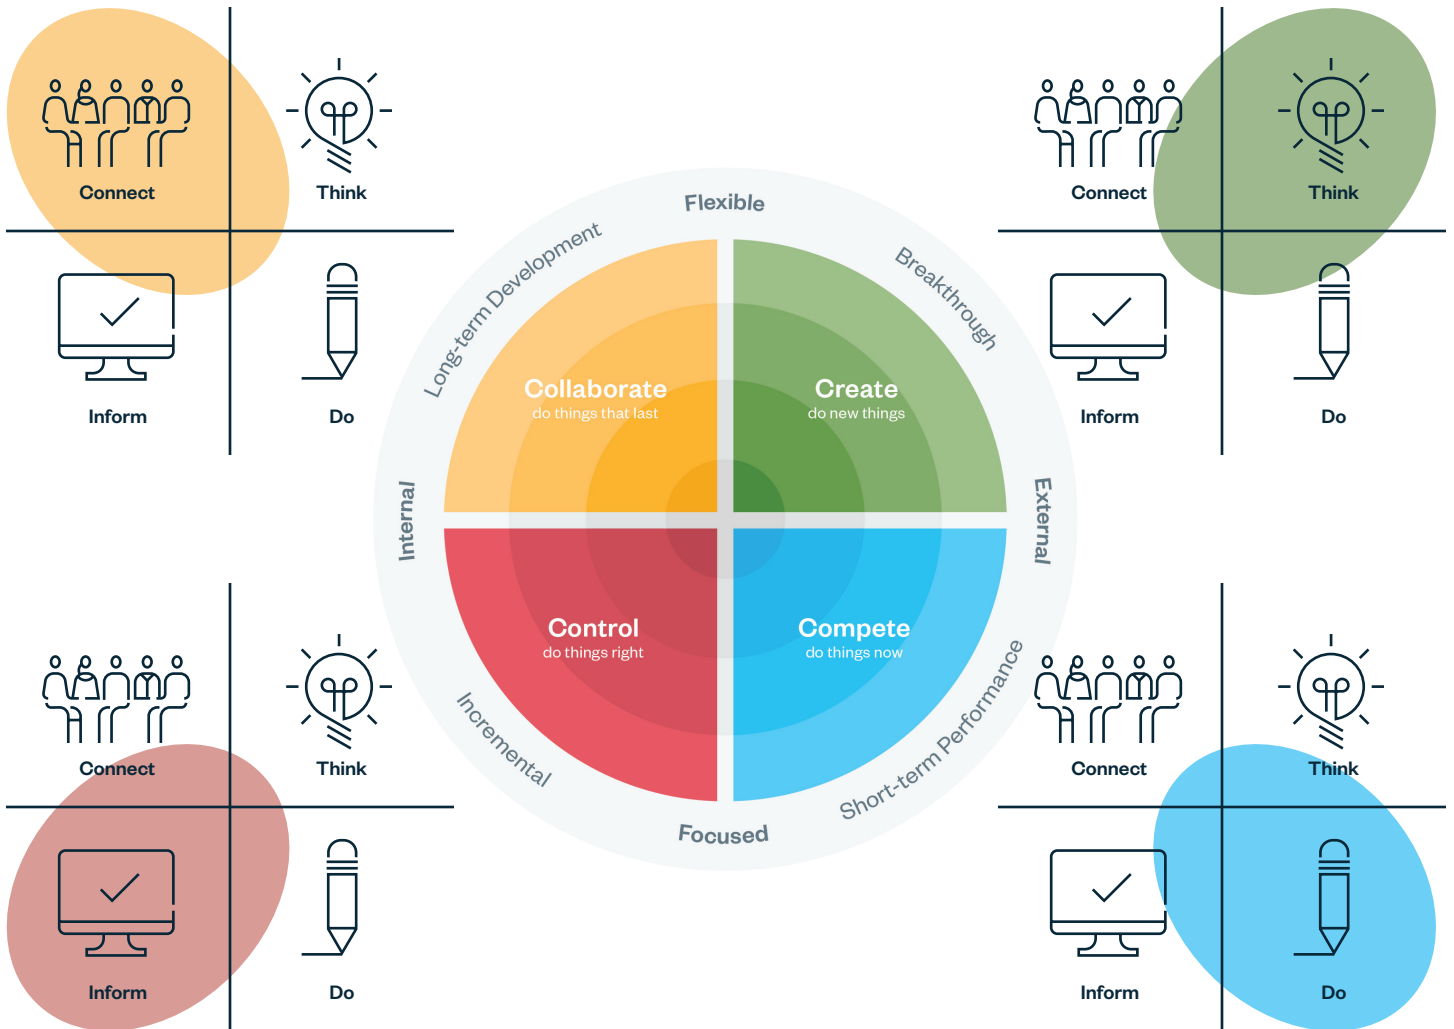 Connect
Think
Inform
Do
Connect
Think
Inform
Do
Flexible
Long-term Development
Breakthrough
Internal
External
Collaborate
do things that last
Create
do new things
Control
do things right
Compete
do things now
Incremental
Short-term Performance
Focused
Connect
Think
Inform
Do
Connect
Think
Inform
Do